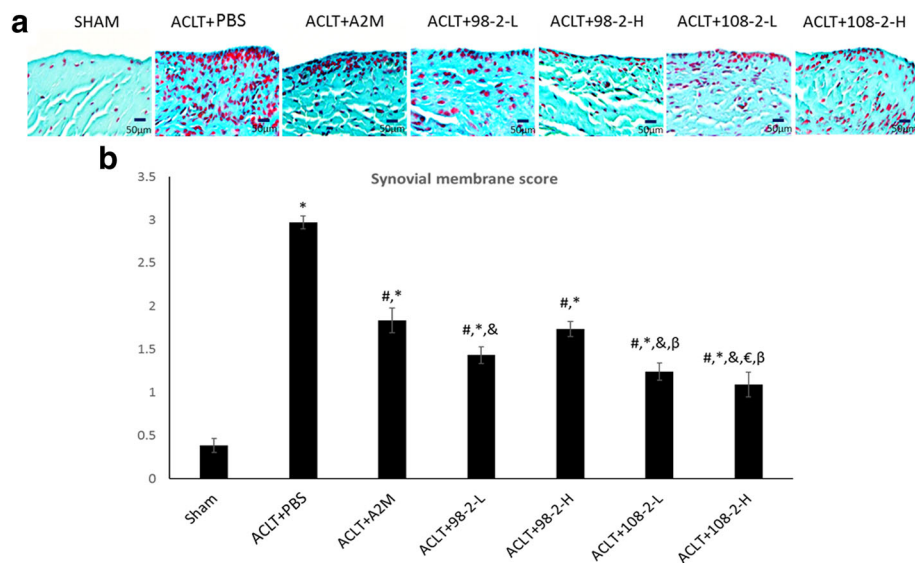 a
SHAM ACLT+PBS ACLT+A2M ACLT+98-2-L ACLT+98-2-H ACLT+108-2-L ACLT+108-2-H
50μm 50μm 50μm 50μm 50μm 50μm 50μm
b
Synovial membrane score
3.5
3
2.5
2
1.5
1
0.5
0
*
#,*
#,*,&
#,*
#,*,&,β
#,*,&,€,β
Sham ACLT+PBS ACLT+A2M ACLT+98-2-L ACLT+98-2-H ACLT+108-2-L ACLT+108-2-H